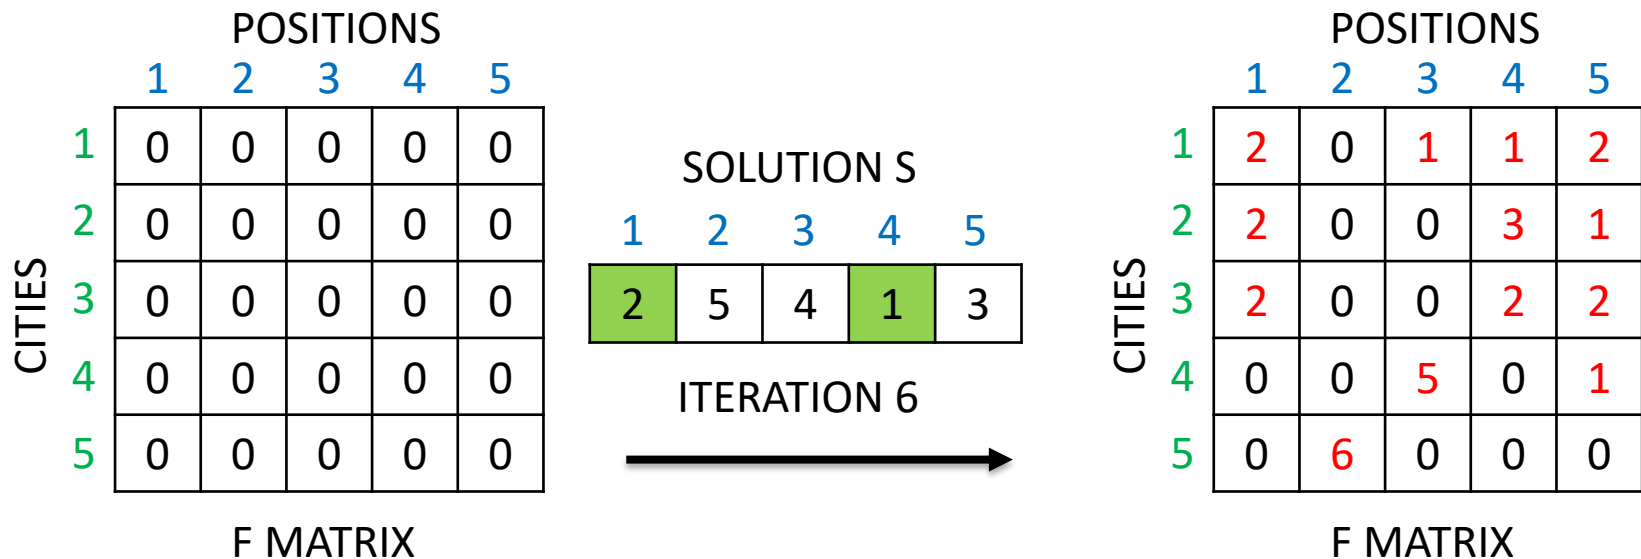 POSITIONS
1 2 3 4 5
CITIES
1 0 0 0 0 0
2 0 0 0 0 0
3 0 0 0 0 0
4 0 0 0 0 0
5 0 0 0 0 0
F MATRIX
SOLUTION S
1 2 3 4 5
2 5 4 1 3
ITERATION 6
POSITIONS
1 2 3 4 5
CITIES
1 2 0 1 1 2
2 2 0 0 3 1
3 2 0 0 2 2
4 0 0 5 0 1
5 0 6 0 0 0
F MATRIX